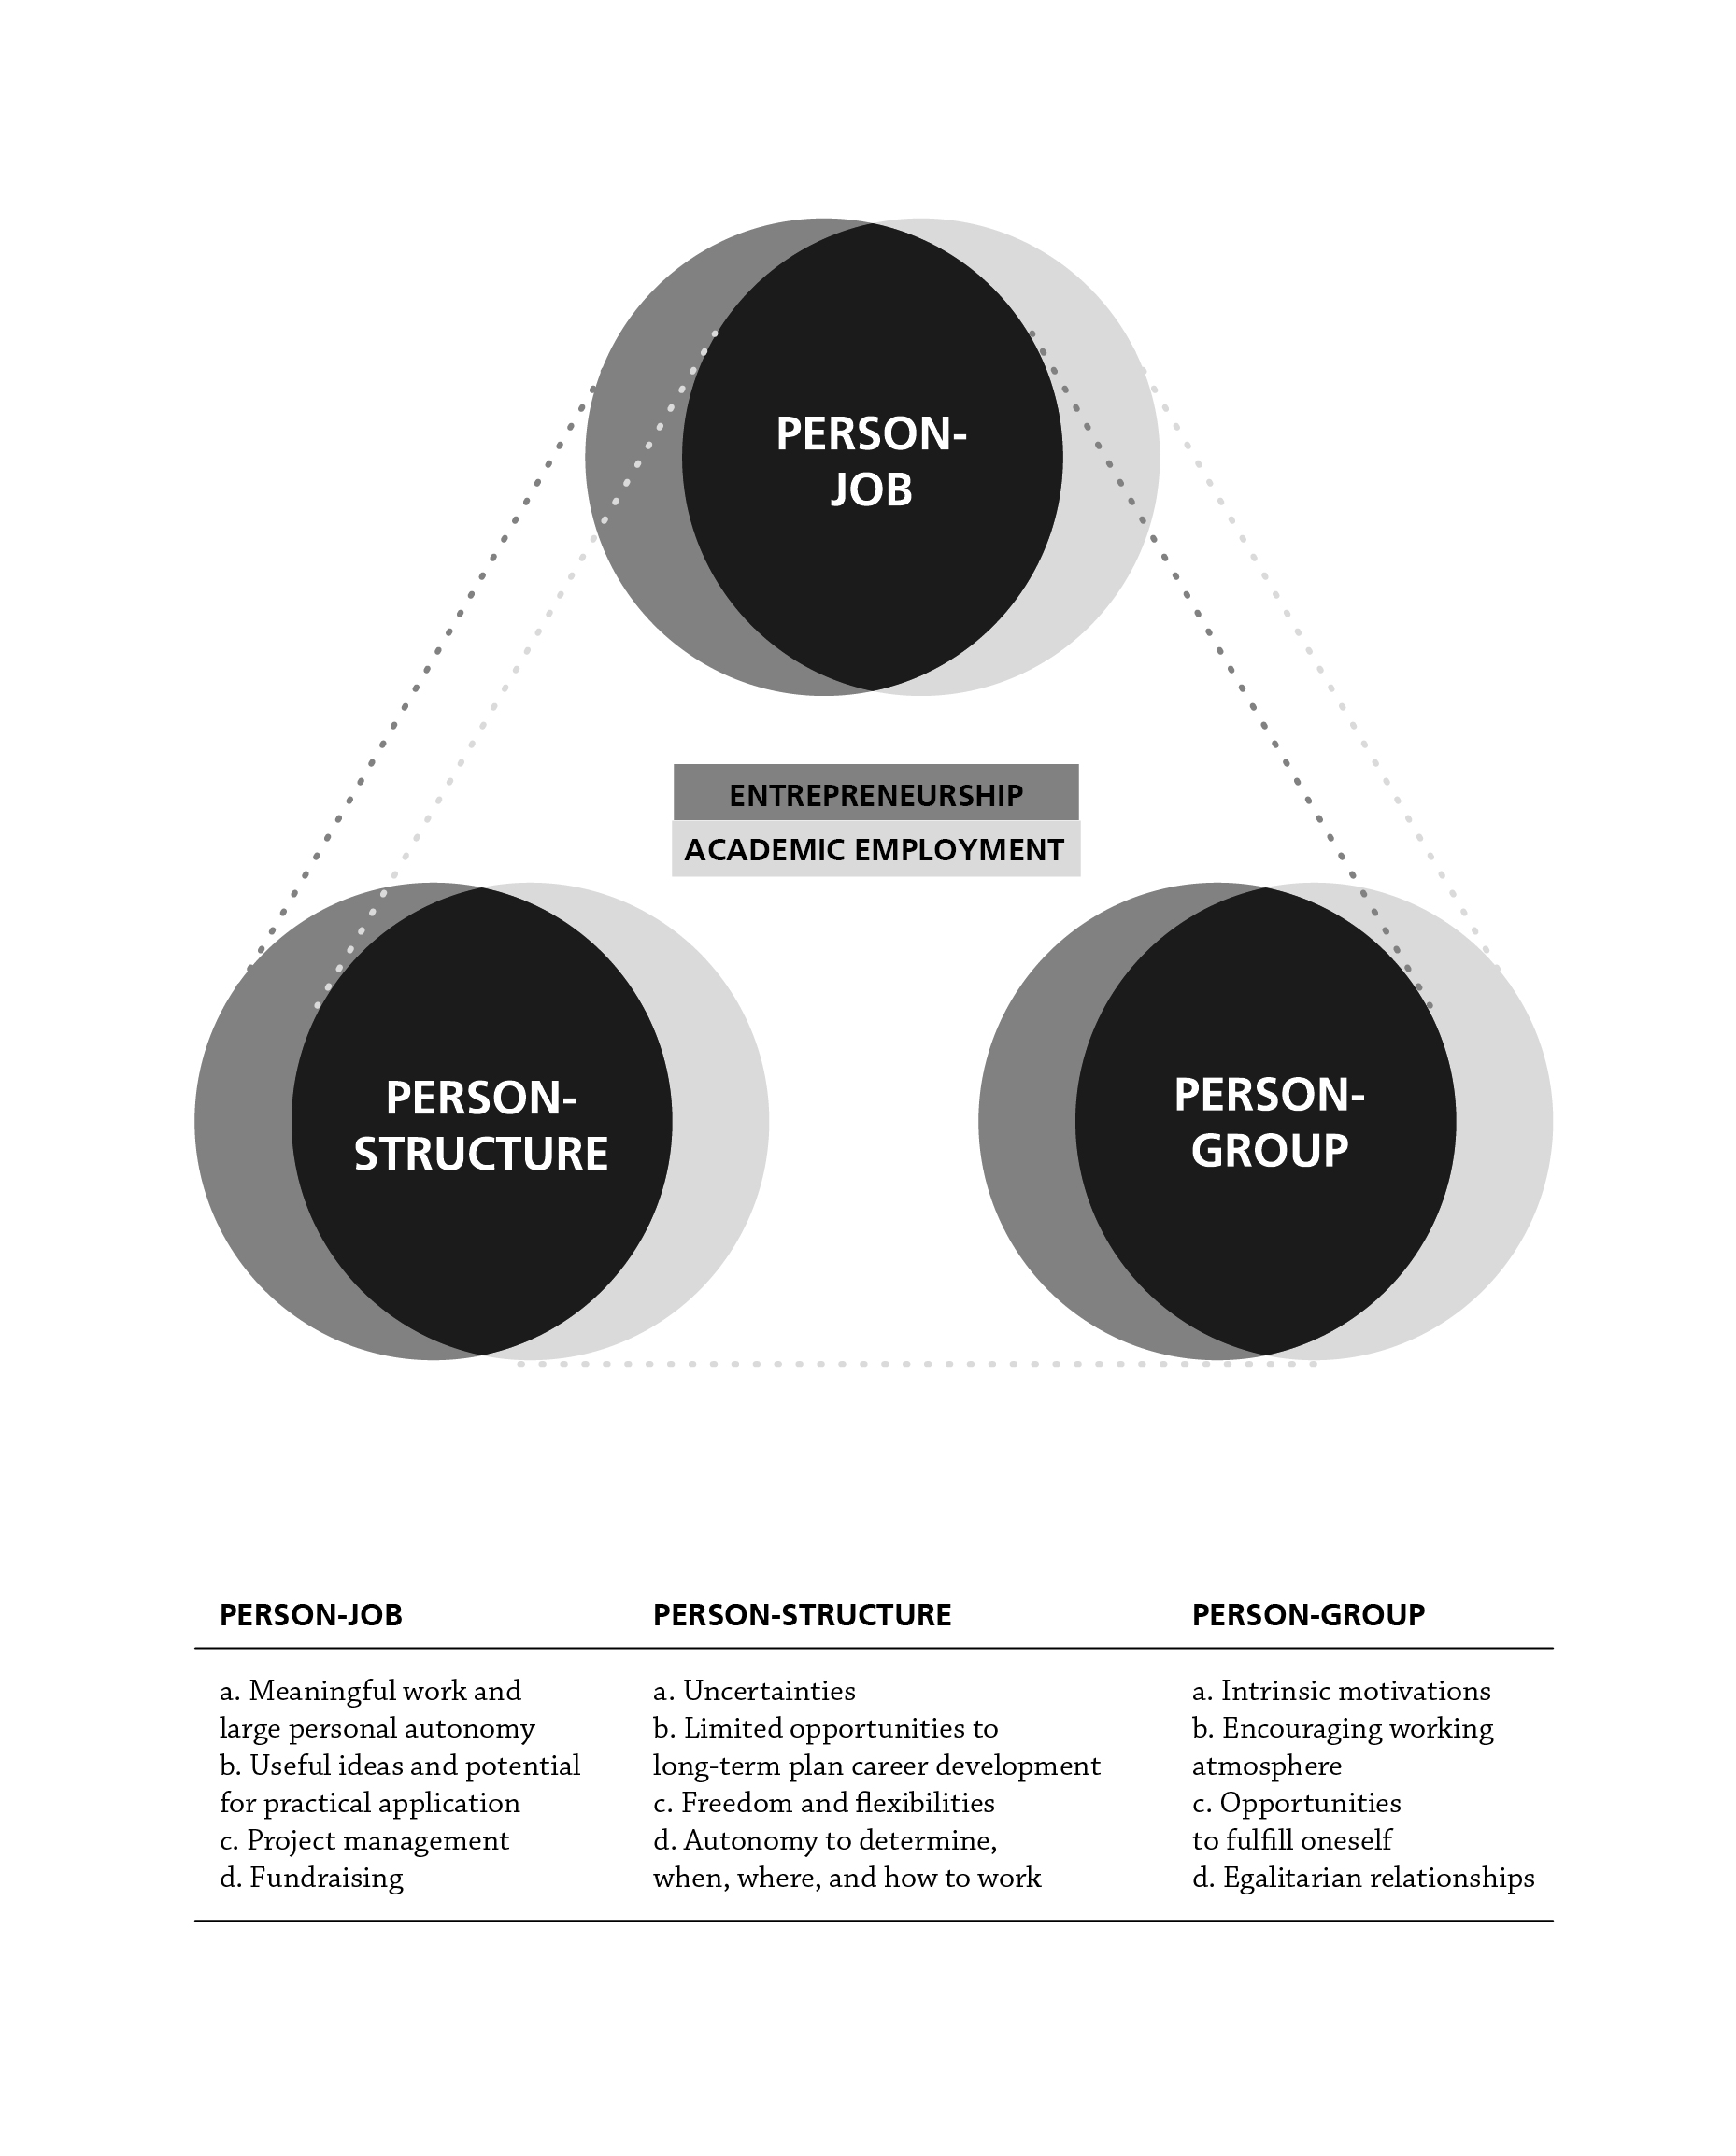 PERSON-
JOB
ENTREPRENEURSHIP
ACADEMIC EMPLOYMENT
PERSON-
STRUCTURE
PERSON-
GROUP
PERSON-JOB
a. Meaningful work and
large personal autonomy
b. Useful ideas and potential
for practical application
c. Project management
d. Fundraising
PERSON-STRUCTURE
a. Uncertainties
b. Limited opportunities to
long-term plan career development
c. Freedom and flexibilities
d. Autonomy to determine,
when, where, and how to work
PERSON-GROUP
a. Intrinsic motivations
b. Encouraging working
atmosphere
c. Opportunities
to fulfill oneself
d. Egalitarian relationships